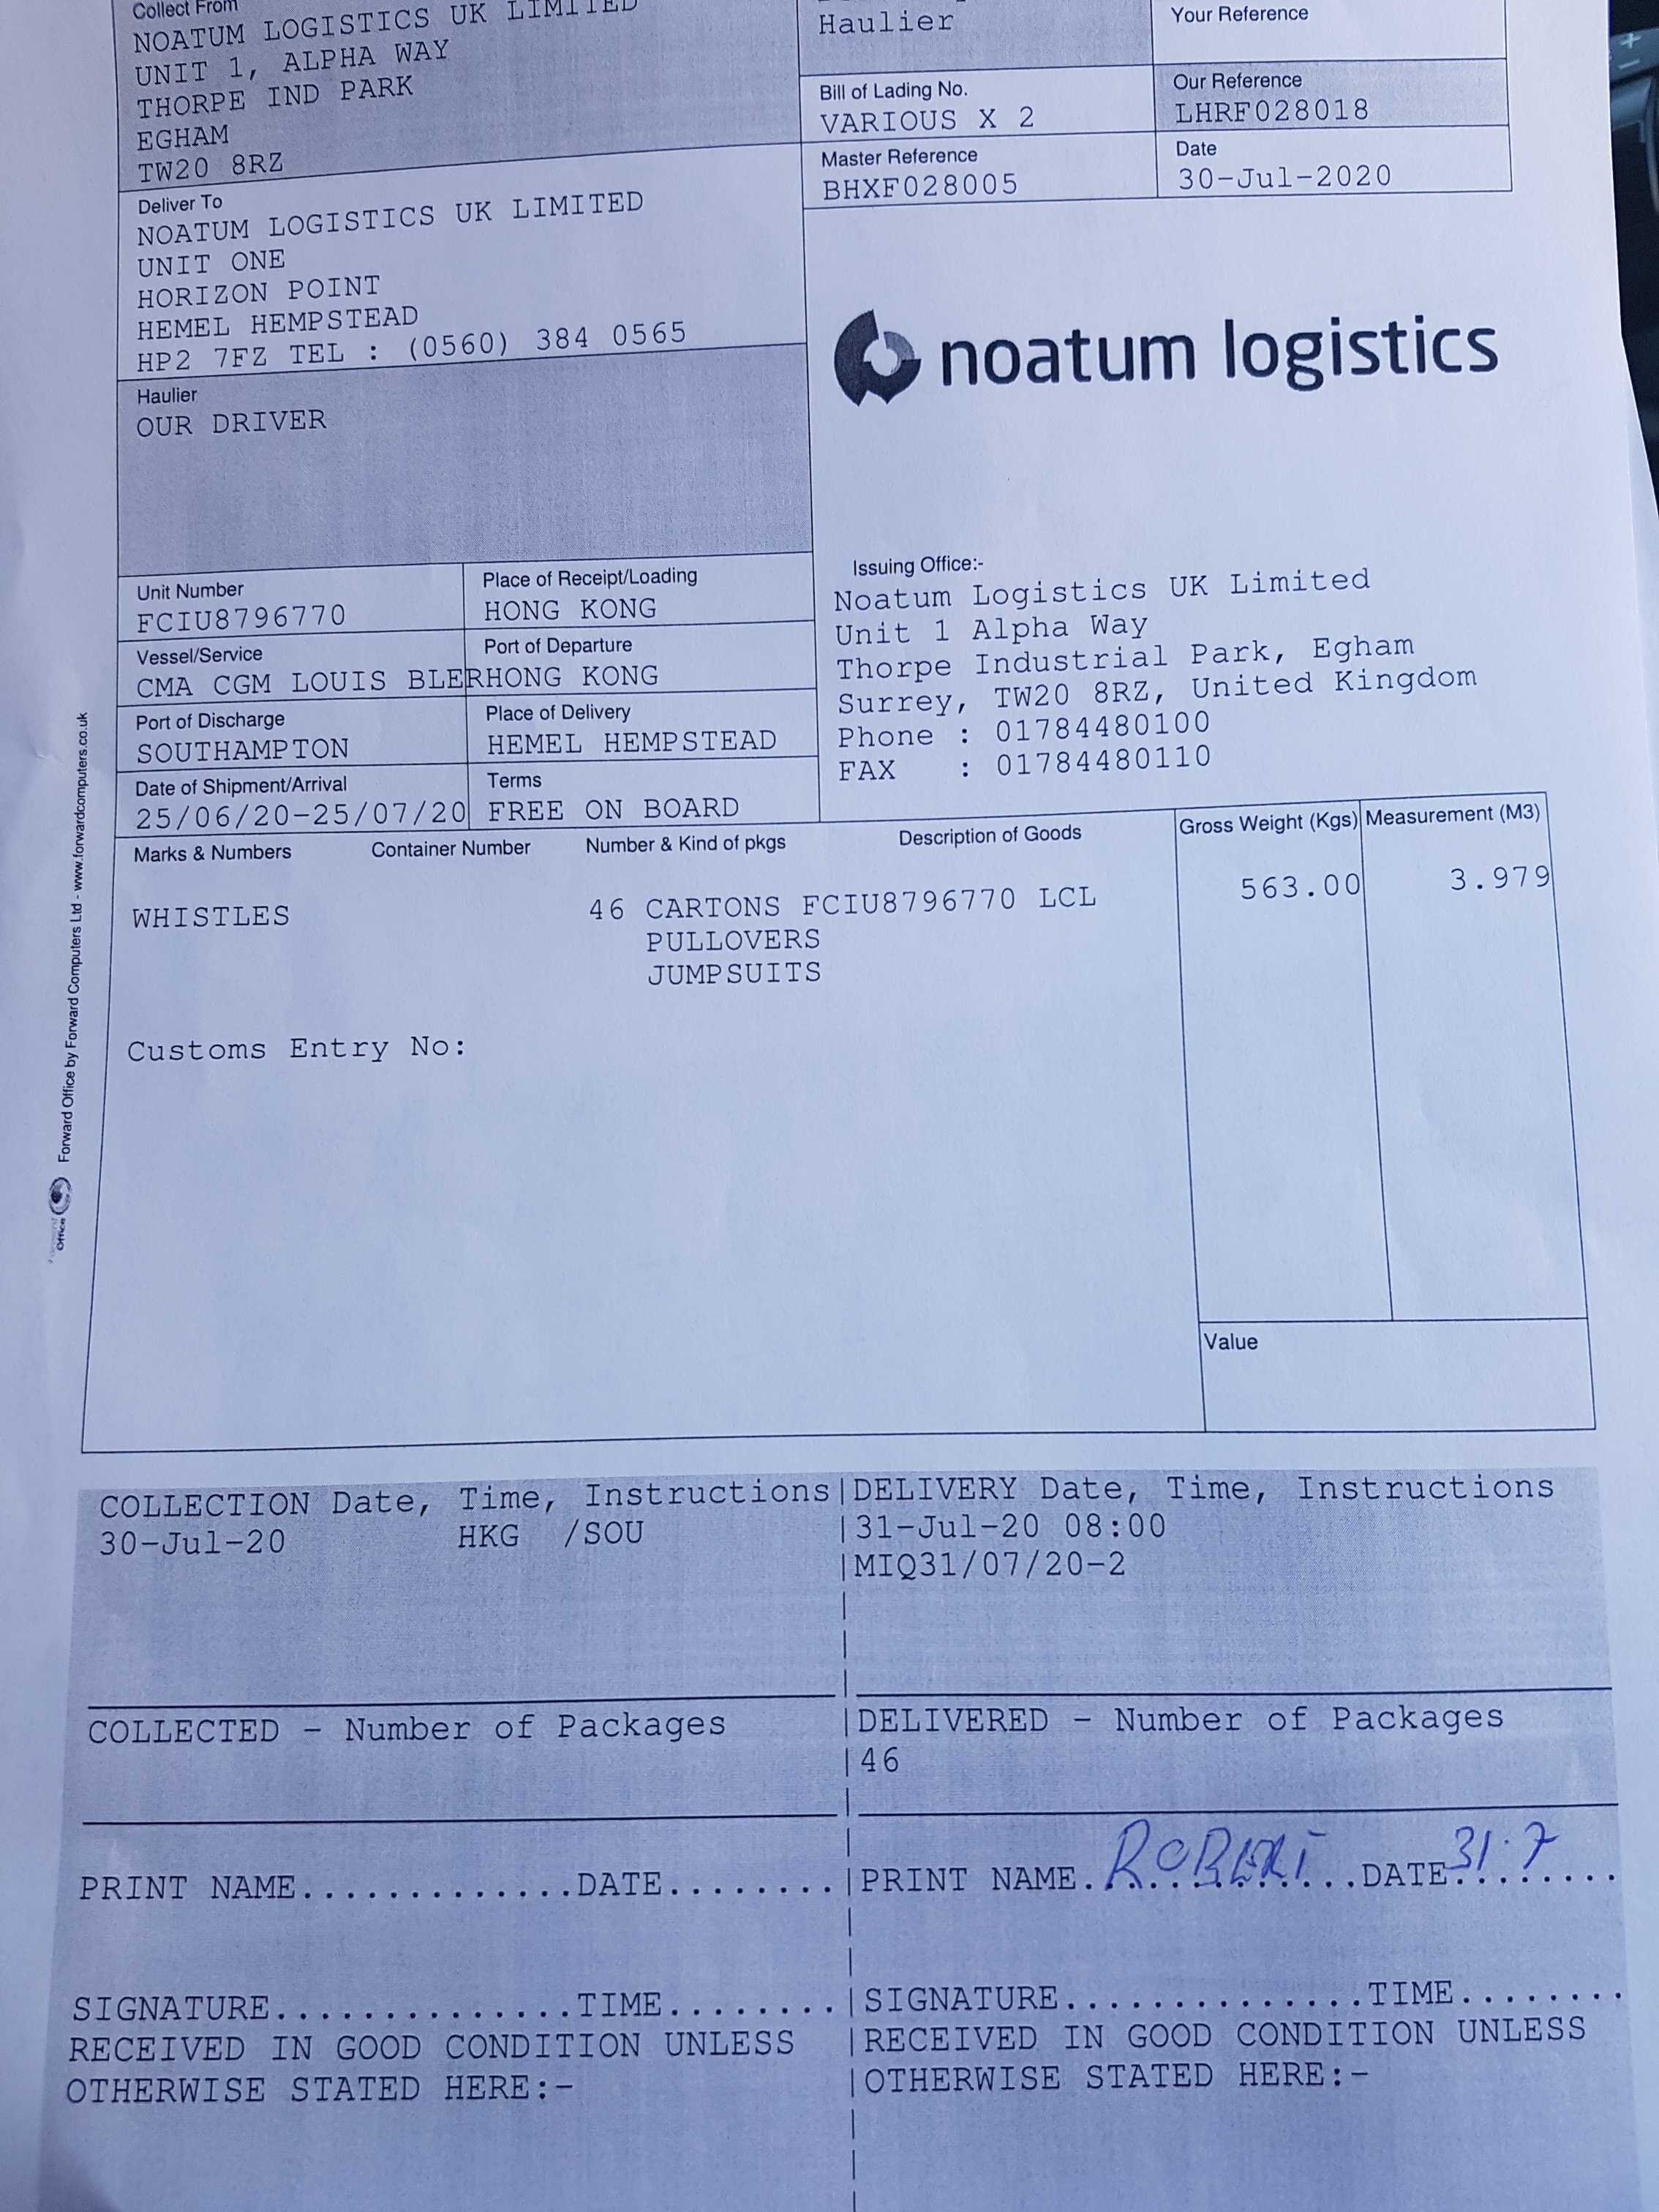 Collect From
NOATUM LOGISTICS UK LIMITED
UNIT 1, ALPHA WAY
THORPE IND PARK
EGHAM
TW20 8RZ
Haulier
Your Reference
Bill of Lading No.
VARIOUS X 2
Our Reference
LHRF028018
Master Reference
BHXF028005
Date
30-Jul-2020
Deliver To
NOATUM LOGISTICS UK LIMITED
UNIT ONE
HORIZON POINT
HEMEL HEMPSTEAD
HP2 7FZ TEL : (0560) 384 0565
Haulier
OUR DRIVER
noatum logistics
Unit Number
FCIU8796770
Place of Receipt/Loading
HONG KONG
Vessel/Service
CMA CGM LOUIS BLER
Port of Departure
HONG KONG
Port of Discharge
SOUTHAMPTON
Place of Delivery
HEMEL HEMPSTEAD
Date of Shipment/Arrival
25/06/20-25/07/20
Terms
FREE ON BOARD
Issuing Office:-
Noatum Logistics UK Limited
Unit 1 Alpha Way
Thorpe Industrial Park, Egham
Surrey, TW20 8RZ, United Kingdom
Phone : 01784480100
FAX : 01784480110
Marks & Numbers Container Number Number & Kind of pkgs Description of Goods Gross Weight (Kgs) Measurement (M3)
WHISTLES 46 CARTONS FCIU8796770 LCL 563.00 3.979
PULLOVERS
JUMPSUITS
Customs Entry No:
Value
Forward Office by Forward Computers Ltd - www.forwardcomputers.co.uk
Office
COLLECTION Date, Time, Instructions
30-Jul-20 HKG /SOU
DELIVERY Date, Time, Instructions
31-Jul-20 08:00
MIQ31/07/20-2
COLLECTED - Number of Packages
DELIVERED - Number of Packages
46
PRINT NAME.............DATE........
PRINT NAME. ROBERT ..DATE 31.7
SIGNATURE..............TIME........
RECEIVED IN GOOD CONDITION UNLESS
OTHERWISE STATED HERE:-
SIGNATURE..............TIME........
RECEIVED IN GOOD CONDITION UNLESS
OTHERWISE STATED HERE:-